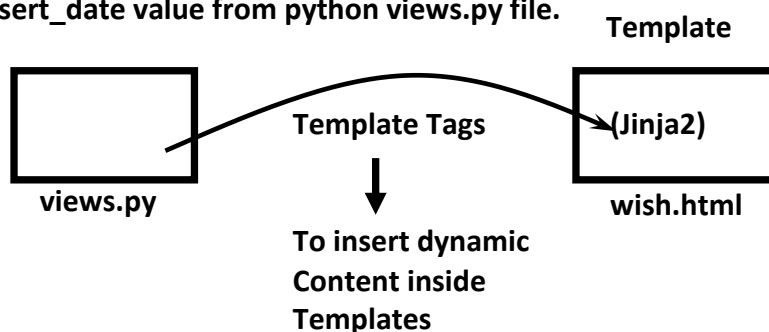 sert_date value from python views.py file.
Template
Template Tags
(Jinja2)
views.py
wish.html
To insert dynamic
Content inside
Templates